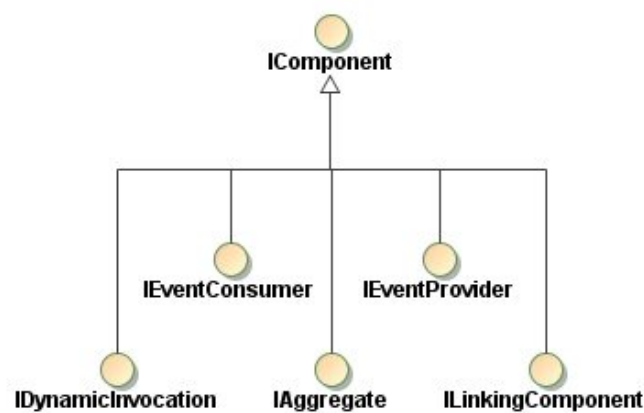 IComponent
IEventConsumer
IEventProvider
IDynamicInvocation
IAggregate
ILinkingComponent